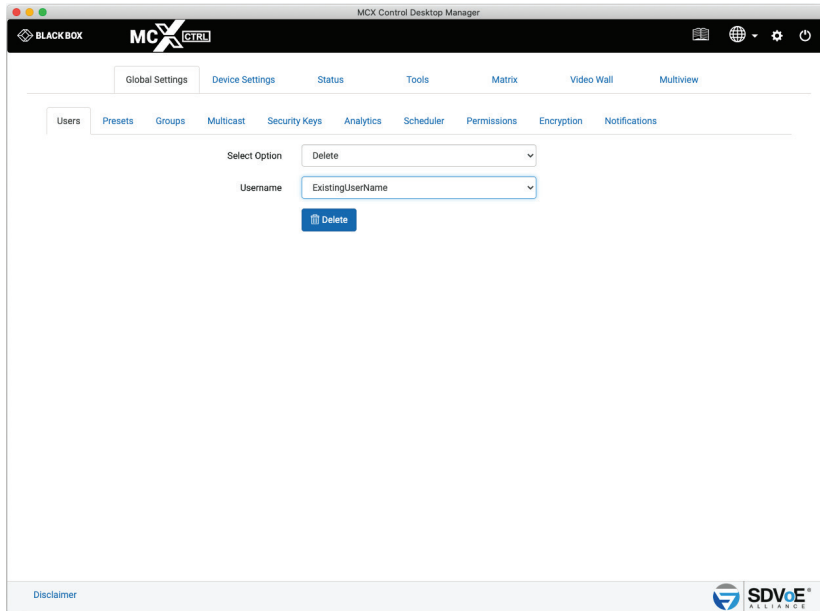 MCX Control Desktop Manager
BLACK BOX MCX CTRL
Global Settings Device Settings Status Tools Matrix Video Wall Multiview
Users Presets Groups Multicast Security Keys Analytics Scheduler Permissions Encryption Notifications
Select Option Delete
Username ExistingUserName
Delete
Disclaimer
SDVoE
ALLIANCE